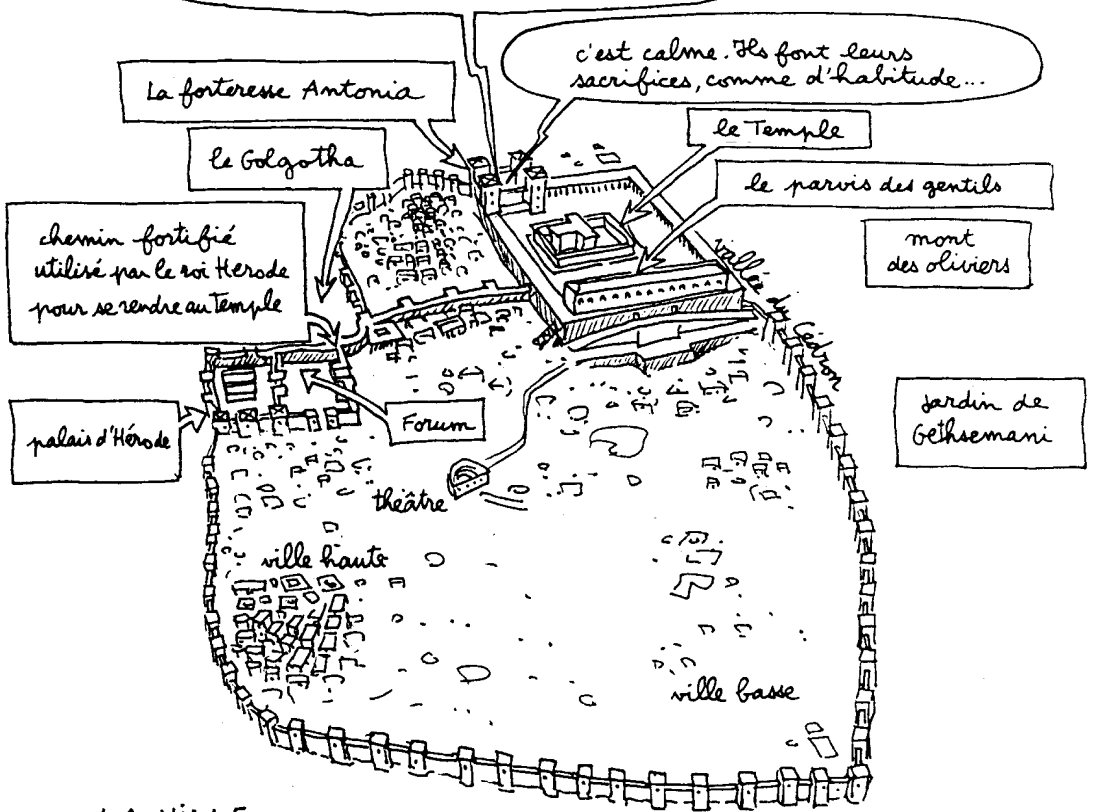 c'est calme. Ils font leurs
sacrifices, comme d'habitude...
La forteresse Antonia
le Temple
le Golgotha
le parvis des gentils
chemin fortifié
utilisé par le roi Herode
pour se rendre au Temple
mont
des oliviers
vallée du Cédron
palais d'Hérode
Forum
Jardin de
Gethsemani
théâtre
ville haute
ville basse